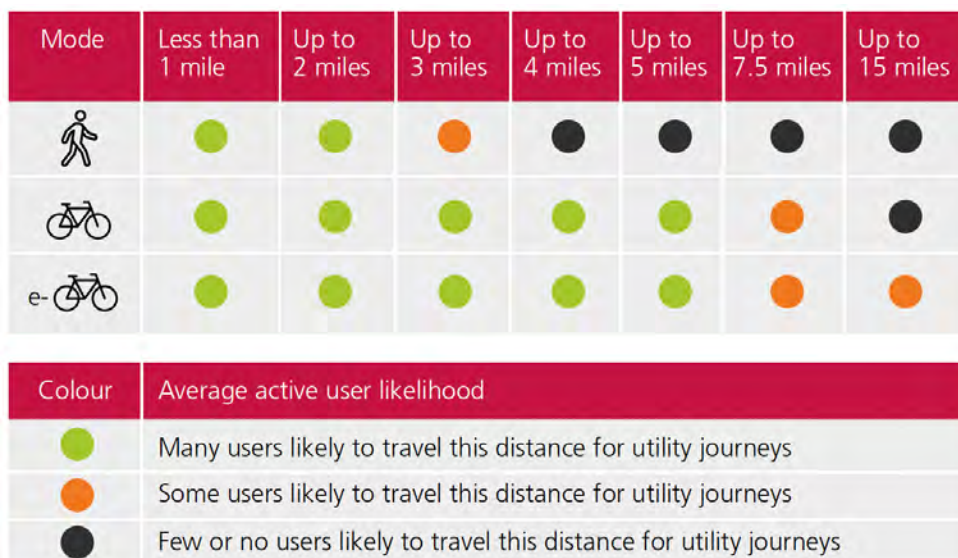 Mode Less than 1 mile Up to 2 miles Up to 3 miles Up to 4 miles Up to 5 miles Up to 7.5 miles Up to 15 miles
e-
Colour Average active user likelihood
Many users likely to travel this distance for utility journeys
Some users likely to travel this distance for utility journeys
Few or no users likely to travel this distance for utility journeys